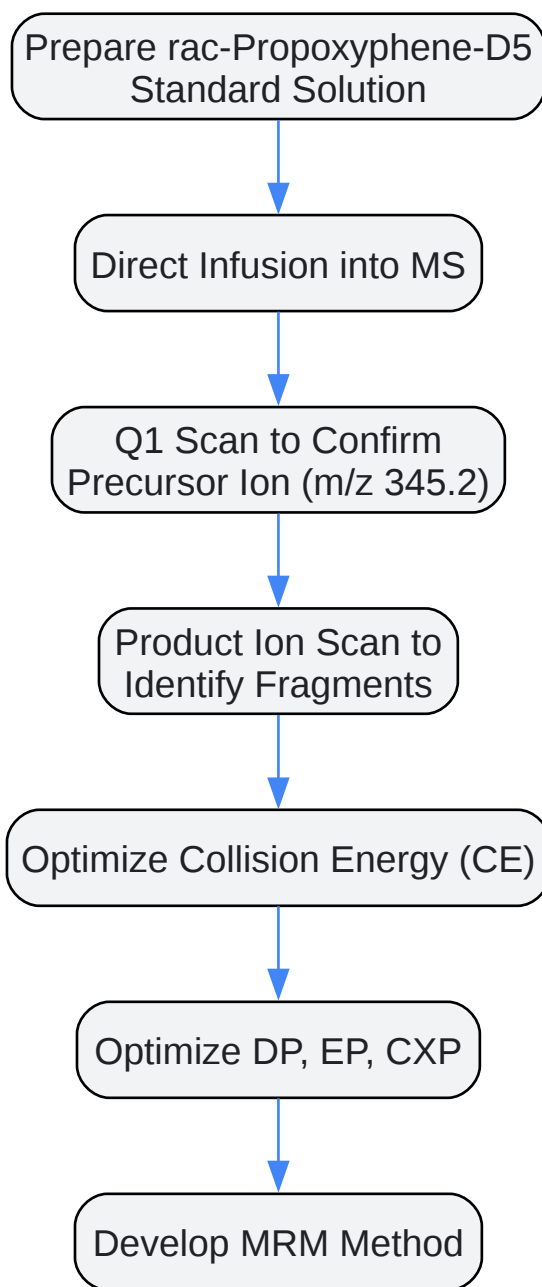 Prepare rac-Propoxyphene-D5
Standard Solution
Direct Infusion into MS
Q1 Scan to Confirm
Precursor Ion (m/z 345.2)
Product Ion Scan to
Identify Fragments
Optimize Collision Energy (CE)
Optimize DP, EP, CXP
Develop MRM Method